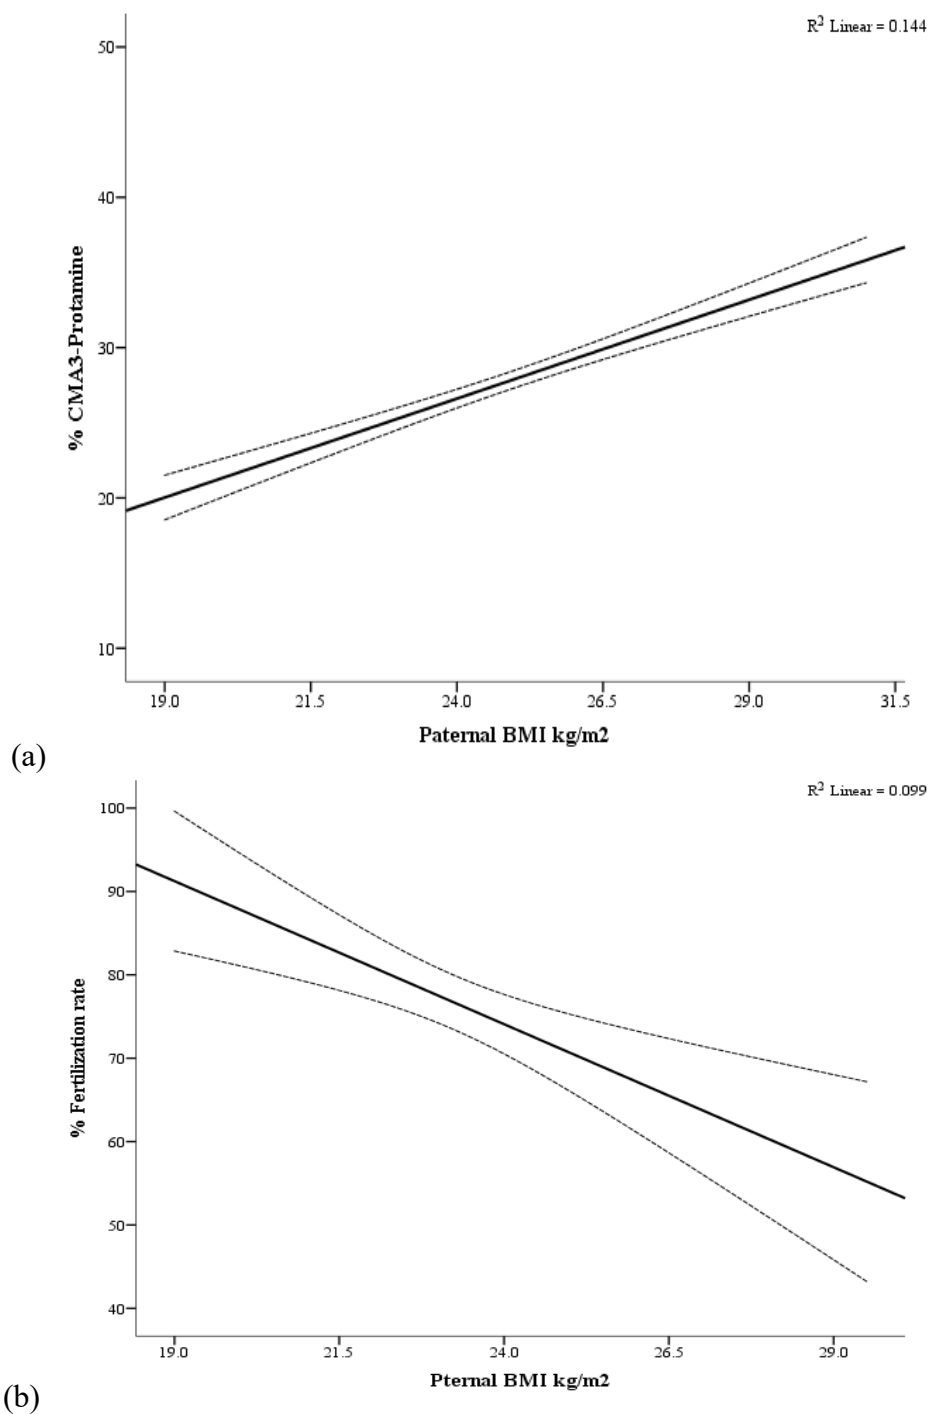 R² Linear = 0.144
50
40
30
20
10
% CMA3-Protamine
19.0 21.5 24.0 26.5 29.0 31.5
Paternal BMI kg/m2
(a)
R² Linear = 0.099
100
90
80
70
60
50
40
% Fertilization rate
19.0 21.5 24.0 26.5 29.0
Pternal BMI kg/m2
(b)